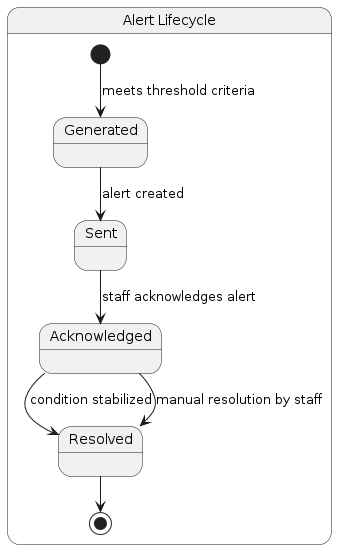 Alert Lifecycle
meets threshold criteria
Generated
alert created
Sent
staff acknowledges alert
Acknowledged
condition stabilized
manual resolution by staff
Resolved